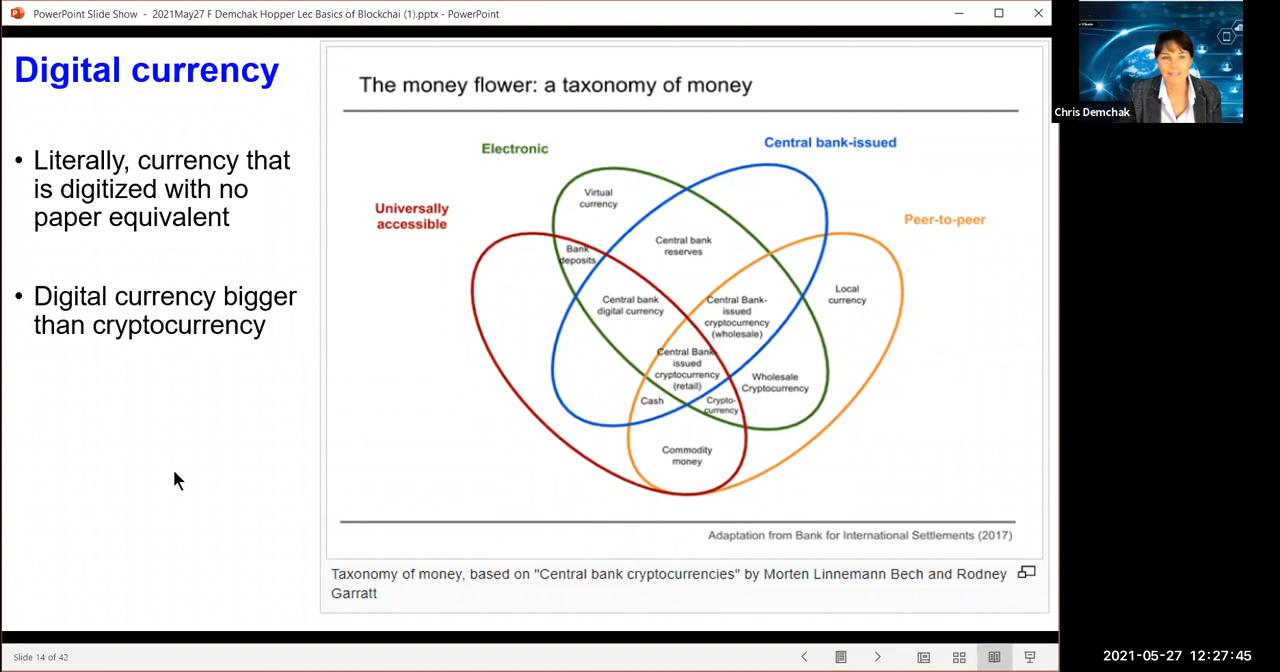 PowerPoint Slide Show - 2021May27 F Demchak Hopper Lec Basics of Blockchai (1).pptx - PowerPoint
Digital currency
• Literally, currency that
is digitized with no
paper equivalent
• Digital currency bigger
than cryptocurrency
The money flower: a taxonomy of money
Electronic
Central bank-issued
Universally
accessible
Peer-to-peer
Virtual
currency
Bank
deposits
Central bank
reserves
Local
currency
Central bank
digital currency
Central Bank-
issued
cryptocurrency
(wholesale)
Central Bank-
issued
cryptocurrency
(retail)
Wholesale
Cryptocurrency
Cash
Crypto-
currency
Commodity
money
Adaptation from Bank for International Settlements (2017)
Taxonomy of money, based on "Central bank cryptocurrencies" by Morten Linnemann Bech and Rodney
Garratt
Slide 14 of 42
Chris Demchak
2021-05-27 12:27:45